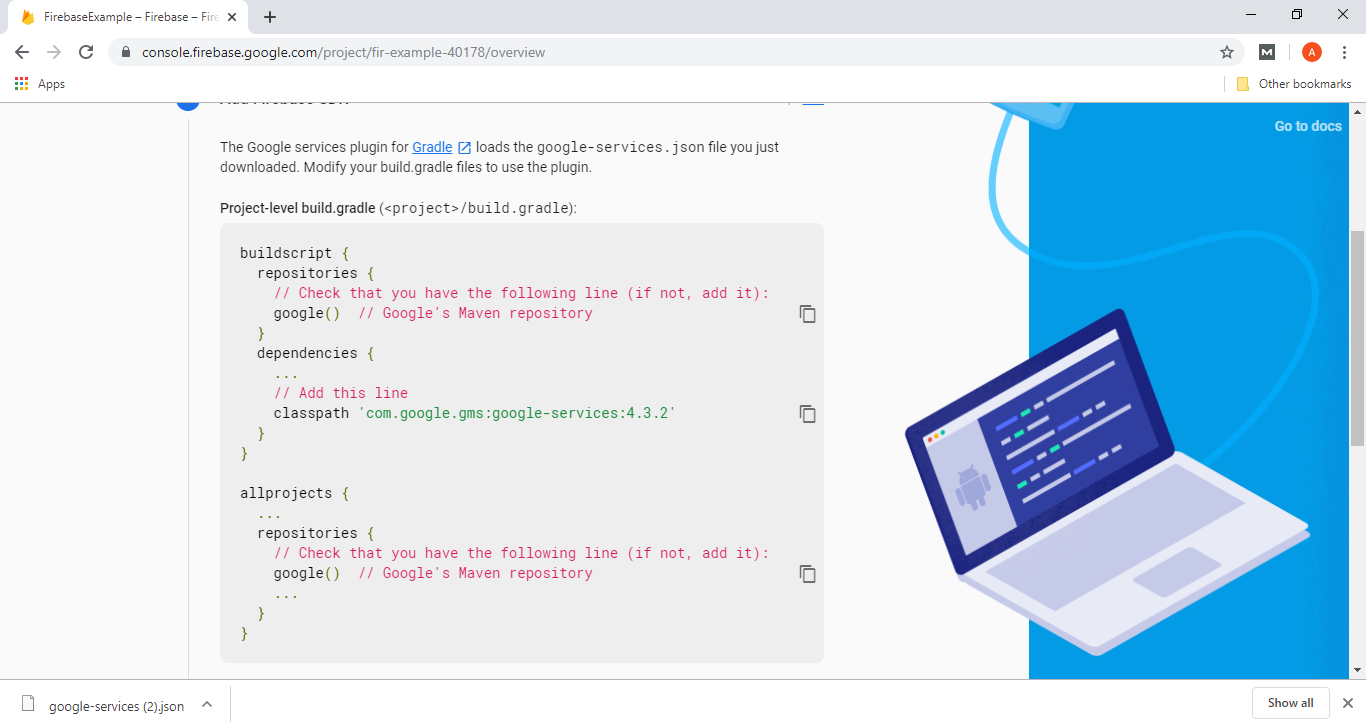 FirebaseExample – Firebase – Fire
console.firebase.google.com/project/fir-example-40178/overview
M
A
Apps
Other bookmarks
Go to docs
The Google services plugin for Gradle loads the google-services.json file you just
downloaded. Modify your build.gradle files to use the plugin.
Project-level build.gradle (<project>/build.gradle):
buildscript {
  repositories {
    // Check that you have the following line (if not, add it):
    google()  // Google's Maven repository
  }
  dependencies {
    ...
    // Add this line
    classpath 'com.google.gms:google-services:4.3.2'
  }
}
allprojects {
  ...
  repositories {
    // Check that you have the following line (if not, add it):
    google()  // Google's Maven repository
    ...
  }
}
google-services (2).json
Show all